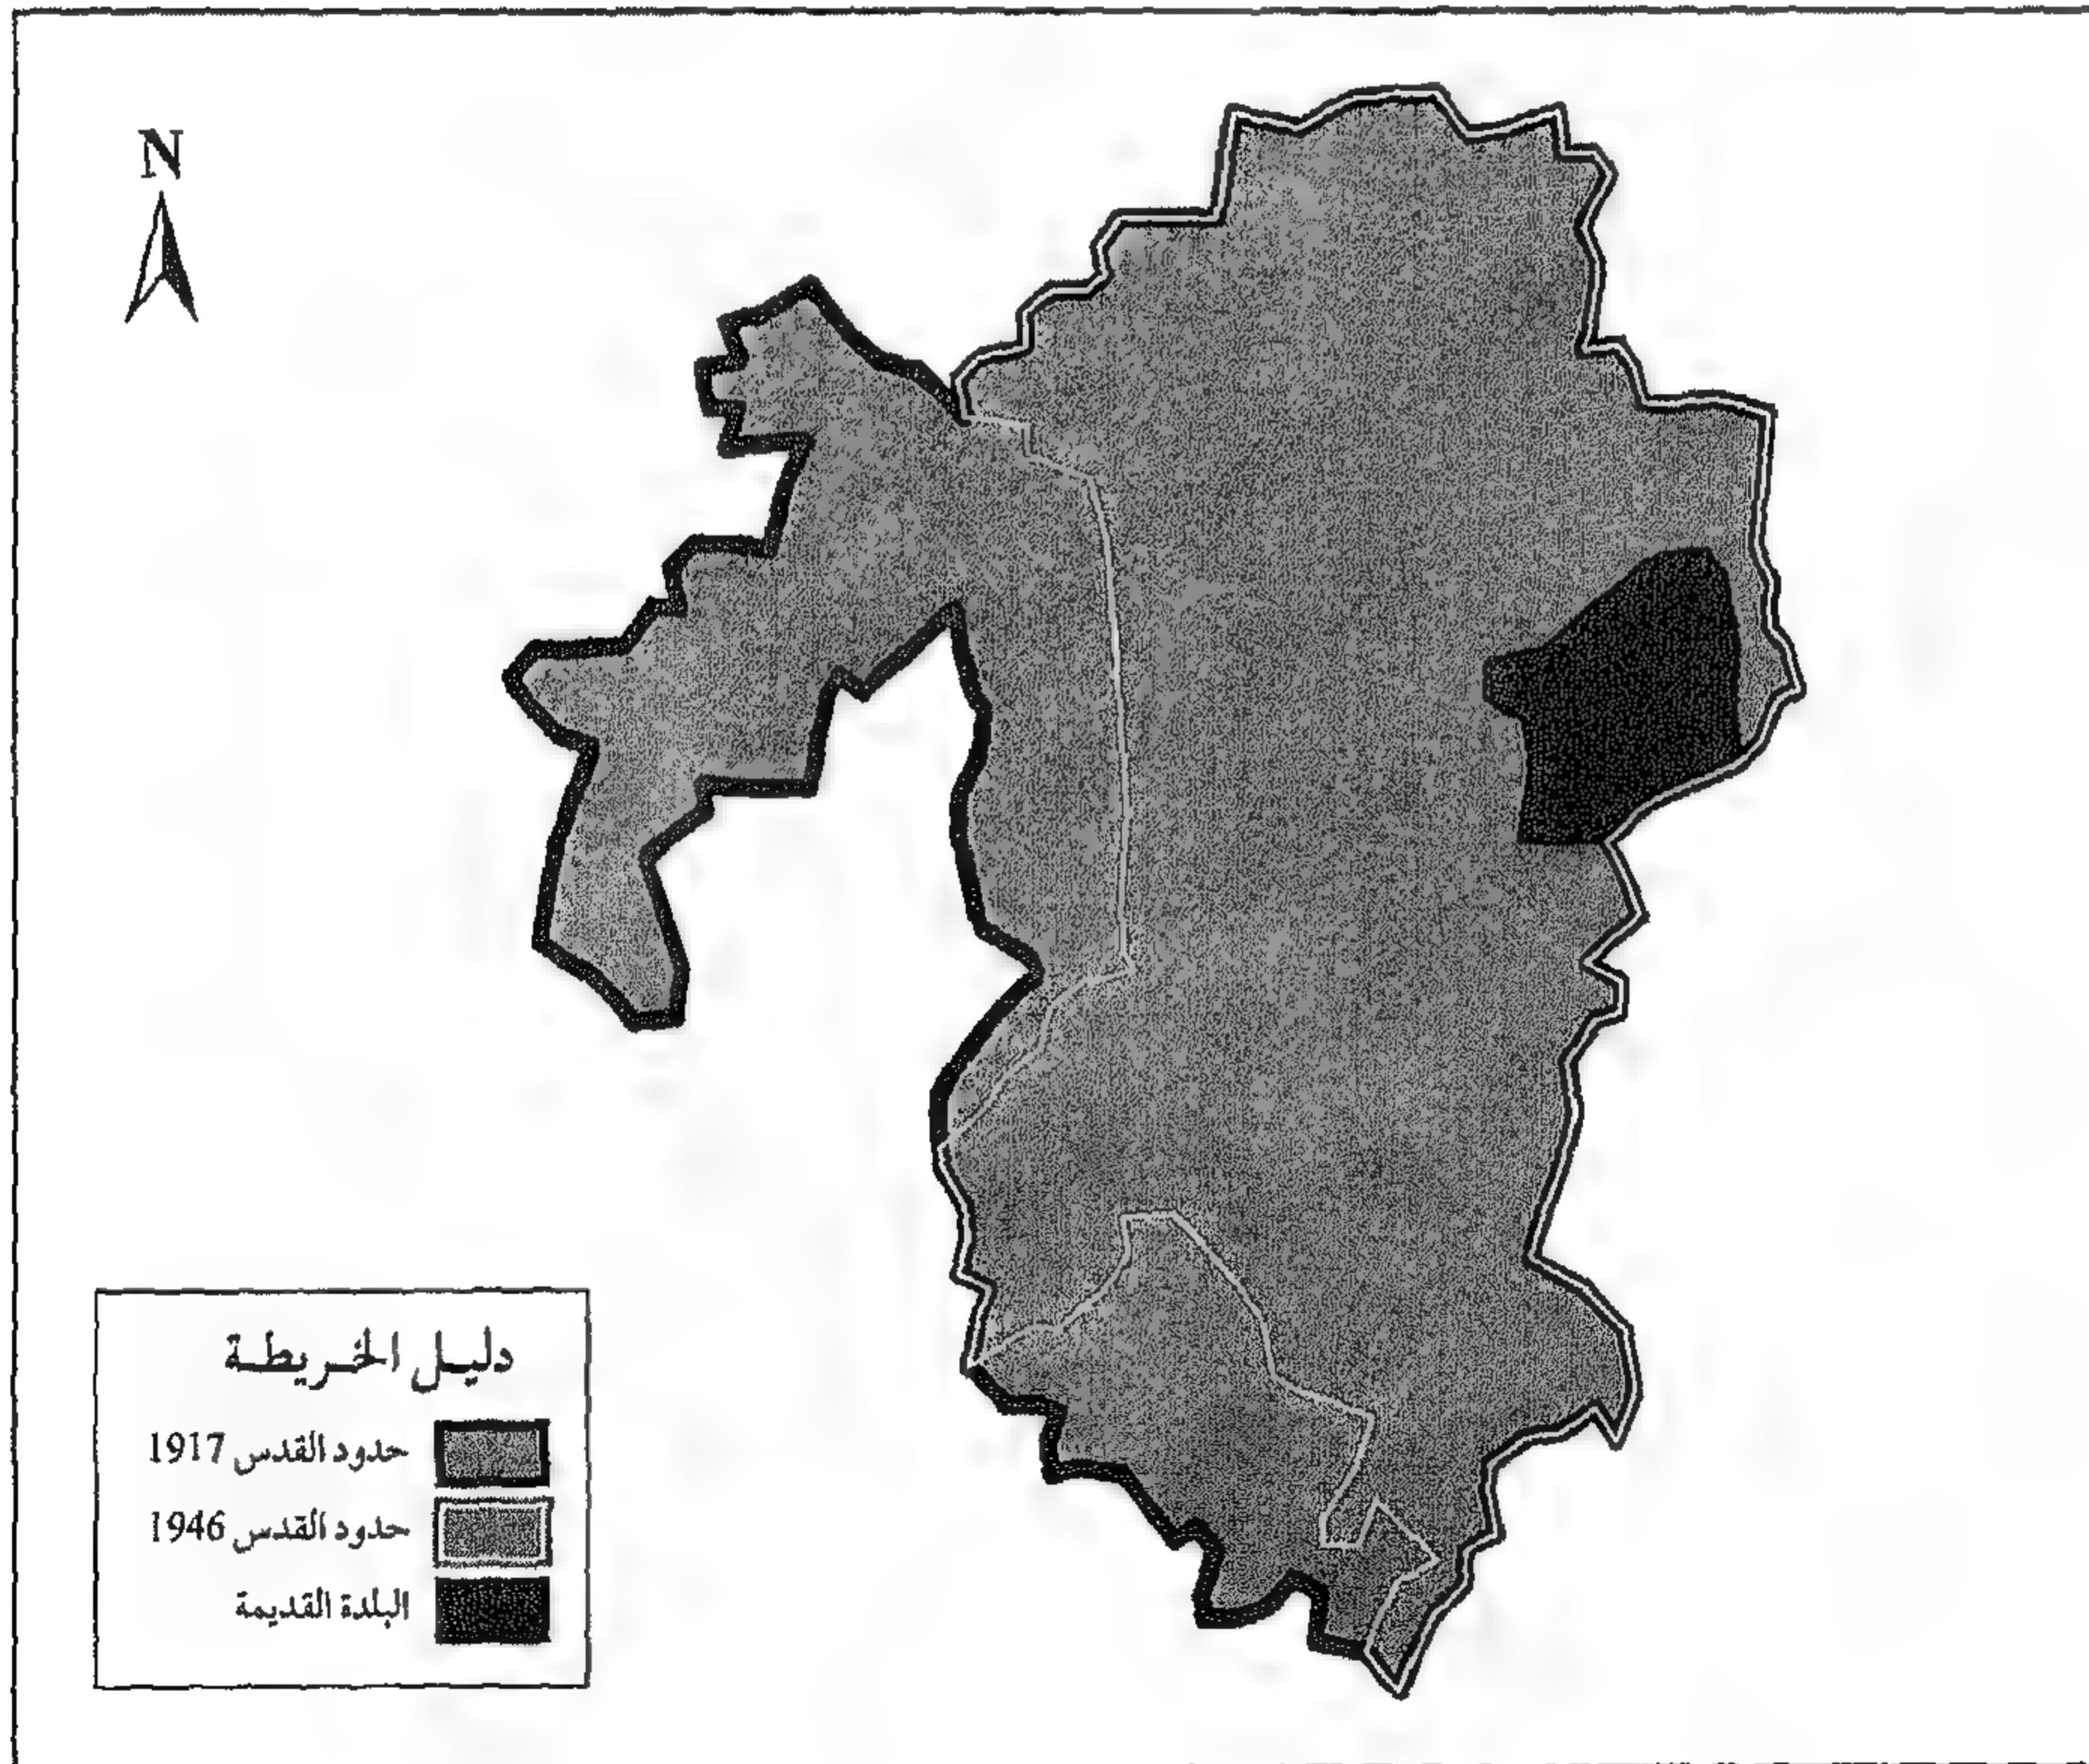 N
دليل الخريطة
حدود القدس 1917
حدود القدس 1946
البلدة القديمة